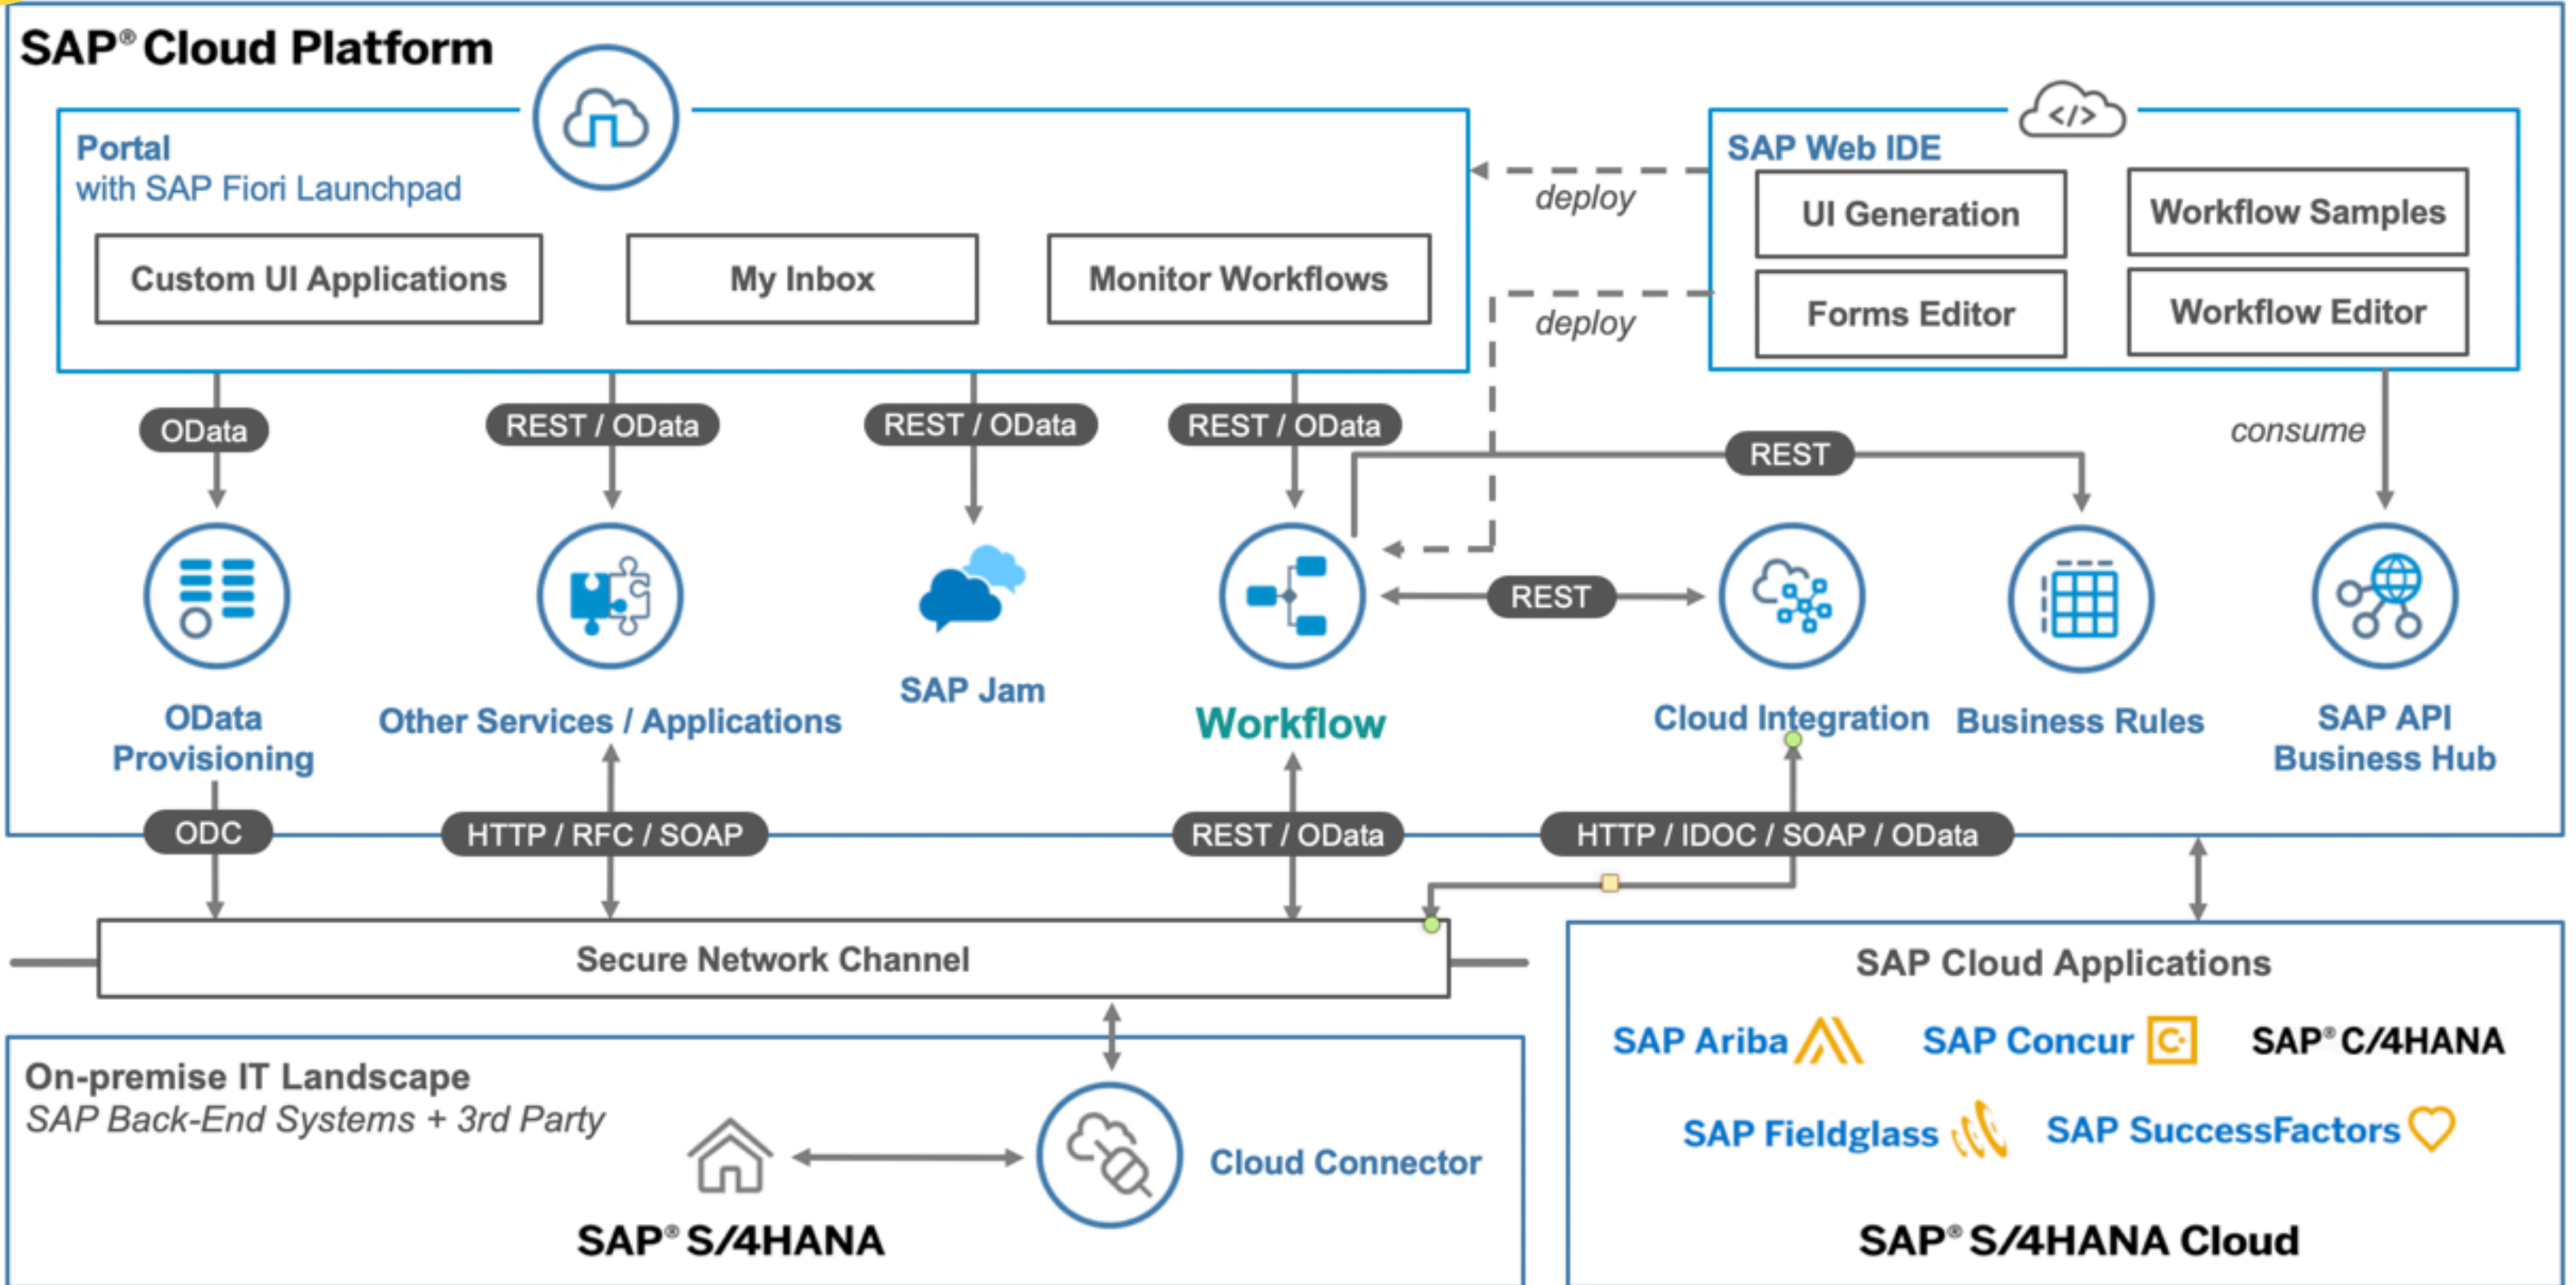 SAP® Cloud Platform
Portal
with SAP Fiori Launchpad
Custom UI Applications
My Inbox
Monitor Workflows
deploy
deploy
SAP Web IDE
</>
UI Generation
Workflow Samples
Forms Editor
Workflow Editor
OData
REST / OData
REST / OData
REST / OData
REST
consume
REST
OData
Provisioning
Other Services / Applications
SAP Jam
Workflow
Cloud Integration
Business Rules
SAP API
Business Hub
ODC
HTTP / RFC / SOAP
REST / OData
HTTP / IDOC / SOAP / OData
Secure Network Channel
On-premise IT Landscape
SAP Back-End Systems + 3rd Party
SAP® S/4HANA
Cloud Connector
SAP Cloud Applications
SAP Ariba
SAP Concur C.
SAP® C/4HANA
SAP Fieldglass
SAP SuccessFactors
SAP® S/4HANA Cloud